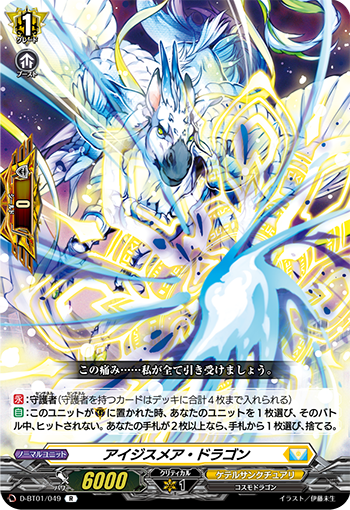 1
グレード
ブースト
シールド
0
この痛み……私が全て引き受けましょう。
永:守護者(守護者を持つカードはデッキに合計4枚まで入れられる)
自:このユニットがGに置かれた時、あなたのユニットを1枚選び、そのバト
ル中、ヒットされない。あなたの手札が2枚以上なら、手札から1枚選び、捨てる。
ノーマルユニット
アイジスメア・ドラゴン
D-BT01/049 R
パワー 6000
クリティカル
1
ケテルサンクチュアリ
コスモドラゴン
イラスト/伊藤未生